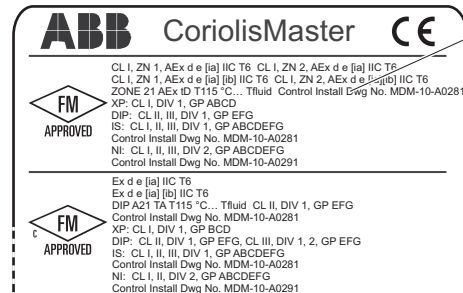 ABB CoriolisMaster CE
CL I, ZN 1, AEx d e [ia] IIC T6 CL I, ZN 2, AEx d e [ia] IIC T6
CL I, ZN 1, AEx d e [ia] [ib] IIC T6 CL I, ZN 2, AEx d e [ia][ib] IIC T6
ZONE 21 AEx tD T115 °C... Tfluid Control Install Dwg No. MDM-10-A0281
XP: CL I, DIV 1, GP ABCD
DIP: CL II, III, DIV 1, GP EFG
IS: CL I, II, III, DIV 1, GP ABCDEFG
Control Install Dwg No. MDM-10-A0281
NI: CL I, II, III, DIV 2, GP ABCDEFG
Control Install Dwg No. MDM-10-A0291
FM
APPROVED
Ex d e [ia] IIC T6
Ex d e [ia] [ib] IIC T6
DIP A21 TA T115 °C... Tfluid CL II, DIV 1, GP EFG
Control Install Dwg No. MDM-10-A0281
XP: CL I, DIV 1, GP BCD
DIP: CL II, DIV 1, GP EFG, CL III, DIV 1, 2, GP EFG
IS: CL I, II, III, DIV 1, GP ABCDEFG
Control Install Dwg No. MDM-10-A0281
NI: CL I, II, DIV 2, GP ABCDEFG
Control Install Dwg No. MDM-10-A0291
FM
C
APPROVED